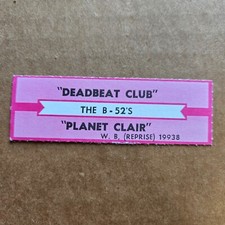 "DEADBEAT CLUB"
THE B-52'S
"PLANET CLAIR"
W. B. (REPRISE) 19938